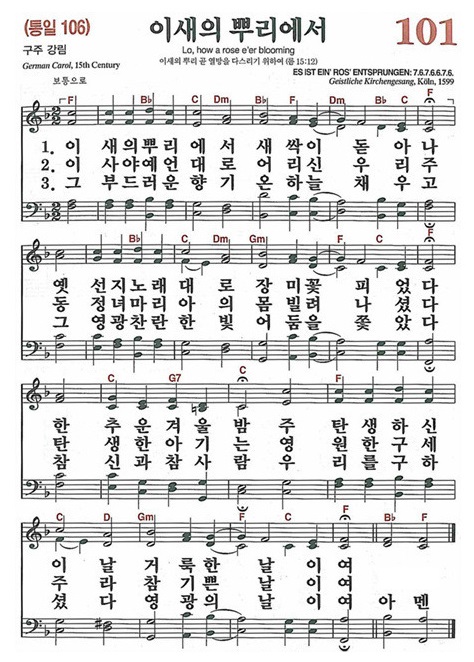 (통일 106)
이새의 뿌리에서
101
구주 강림
Lo, how a rose e'er blooming
German Carol, 15th Century
이새의 뿌리 곧 열방을 다스리기 위하여 (롬 15:12)
ES IST EIN' ROS' ENTSPRUNGEN: 7.6.7.6.6.7.6.
보통으로
Geistliche Kirchengesang, Köln, 1599
F B♭ C Dm B♭ F Dm C F
1. 이 새의뿌리 에서 새싹이 돋 아나
2. 이 사야예언 대로 어리신 우 리주
3. 그 부드러운 향기 온하늘 채 우고
B♭ C Dm Gm F Dm C F
옛 선지노래 대로 장미꽃 피 었다
동 정녀마리 아의 몸빌려 나 셨다
그 영광찬란 한빛 어둠을 쫓 았다
C G7 C F
한 추운겨울밤 주 탄생하신
탄 생한아기는 영 원한구세
참 신과참사람 우 리를구하
C D Gm F C F B♭ F
이 날 거룩한 날이여
주 라 참기쁜 날이여
셨 다 영광의 날이여 아멘